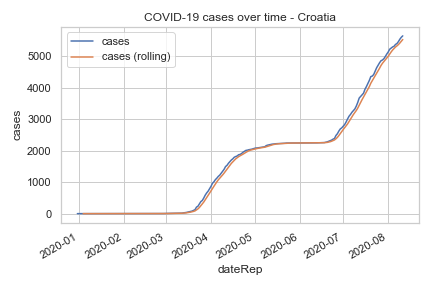 COVID-19 cases over time - Croatia
cases
cases (rolling)
5000
4000
3000
2000
1000
0
cases
2020-01
2020-02
2020-03
2020-04
2020-05
2020-06
2020-07
2020-08
dateRep